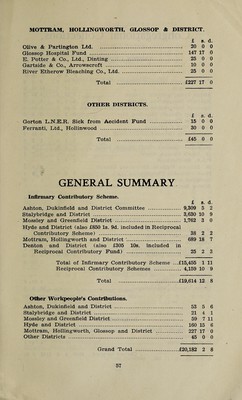 MOTTRAM, HOLLINGWORTH, GLOSSOP & DISTRICT.
£ s. d.
Olive & Partington Ltd. 20 0 0
Glossop Hospital Fund 147 17 0
E. Potter & Co., Ltd., Dinting 25 0 0
Gartside & Co., Arrowscroft 10 0 0
River Etherow Bleaching Co., Ltd. 25 0 0
Total £227 17 0
OTHER DISTRICTS.
£ s. d.
Gorton L.N.E.R. Sick from Accident Fund 15 0 0
Ferranti, Ltd., Hollinwood 30 0 0
Total £45 0 0
GENERAL SUMMARY
Infirmary Contributory Scheme.
£ s. d.
Ashton, Dukinfield and District Committee 9,309 5 2
Stalybridge and District 3,630 10 9
Mossley and Greenfield District 1,762 3 9
Hyde and District (also £850 1s. 9d. included in Reciprocal
Contributory Scheme) 38 2 2
Mottram, Hollingworth and District 689 18 7
Denton and District (also £305 10s. included in
Reciprocal Contributory Fund) 25 2 2
Total of Infirmary Contributory Scheme £15,455 1 11
Reciprocal Contributory Schemes 4,159 10 9
Total £19,614 12 8
Other Workpeople's Contributions.
Ashton, Dukinfield and District 53 5 6
Stalybridge and District 21 4 1
Mossley and Greenfield District 59 7 11
Hyde and District 160 15 6
Mottram, Hollingworth, Glossop and District 227 17 0
Other Districts 45 0 0
Grand Total £20,182 2 8
37